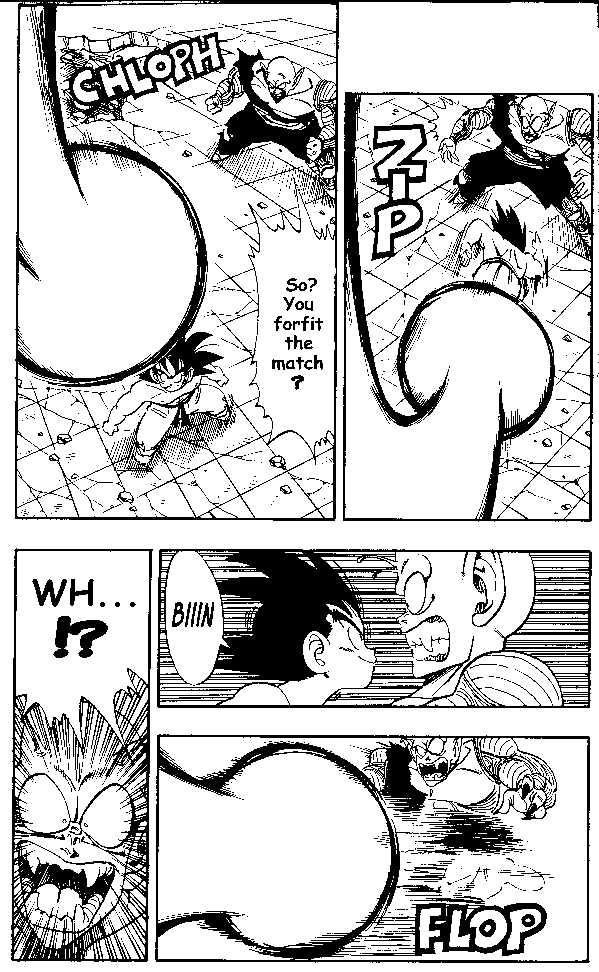 CHLOPH
So?
You
forfit
the
match
?
ZIP
WH...
!?
BIIIN
FLOP